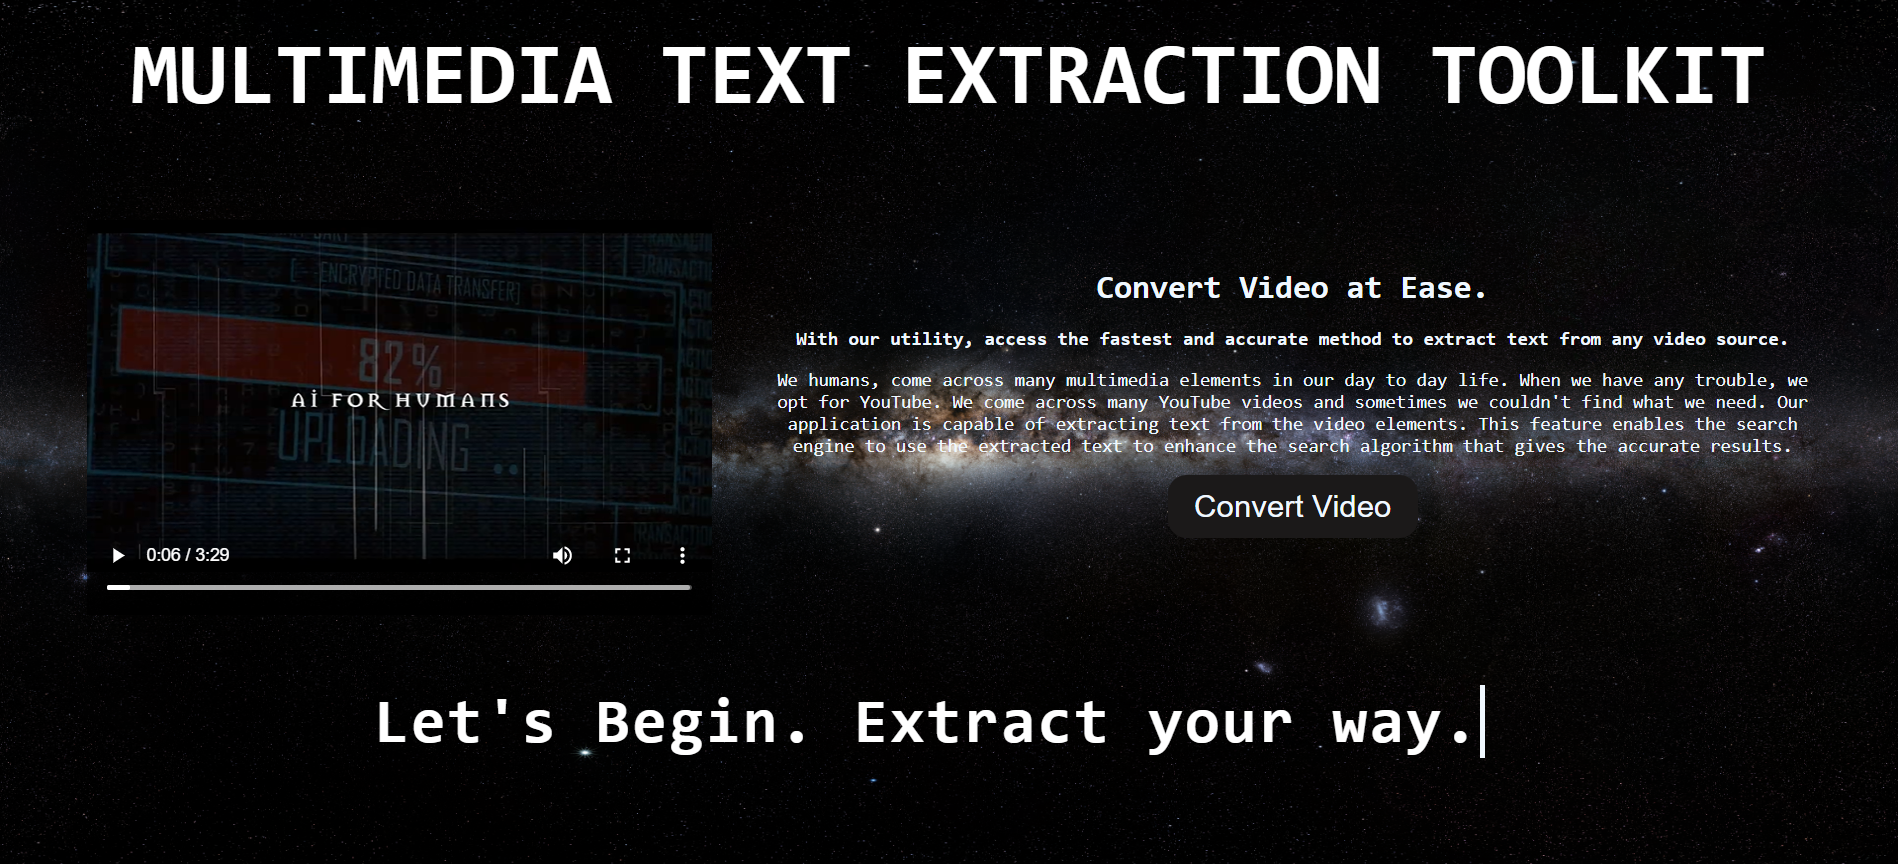 MULTIMEDIA TEXT EXTRACTION TOOLKIT
[- ENCRYPTED DATA TRANSFER]
82%
Ai FOR HUMANS
UPLOADING ..
0:06 / 3:29
Convert Video at Ease.
With our utility, access the fastest and accurate method to extract text from any video source.
We humans, come across many multimedia elements in our day to day life. When we have any trouble, we
opt for YouTube. We come across many YouTube videos and sometimes we couldn't find what we need. Our
application is capable of extracting text from the video elements. This feature enables the search
engine to use the extracted text to enhance the search algorithm that gives the accurate results.
Convert Video
Let's Begin. Extract your way.